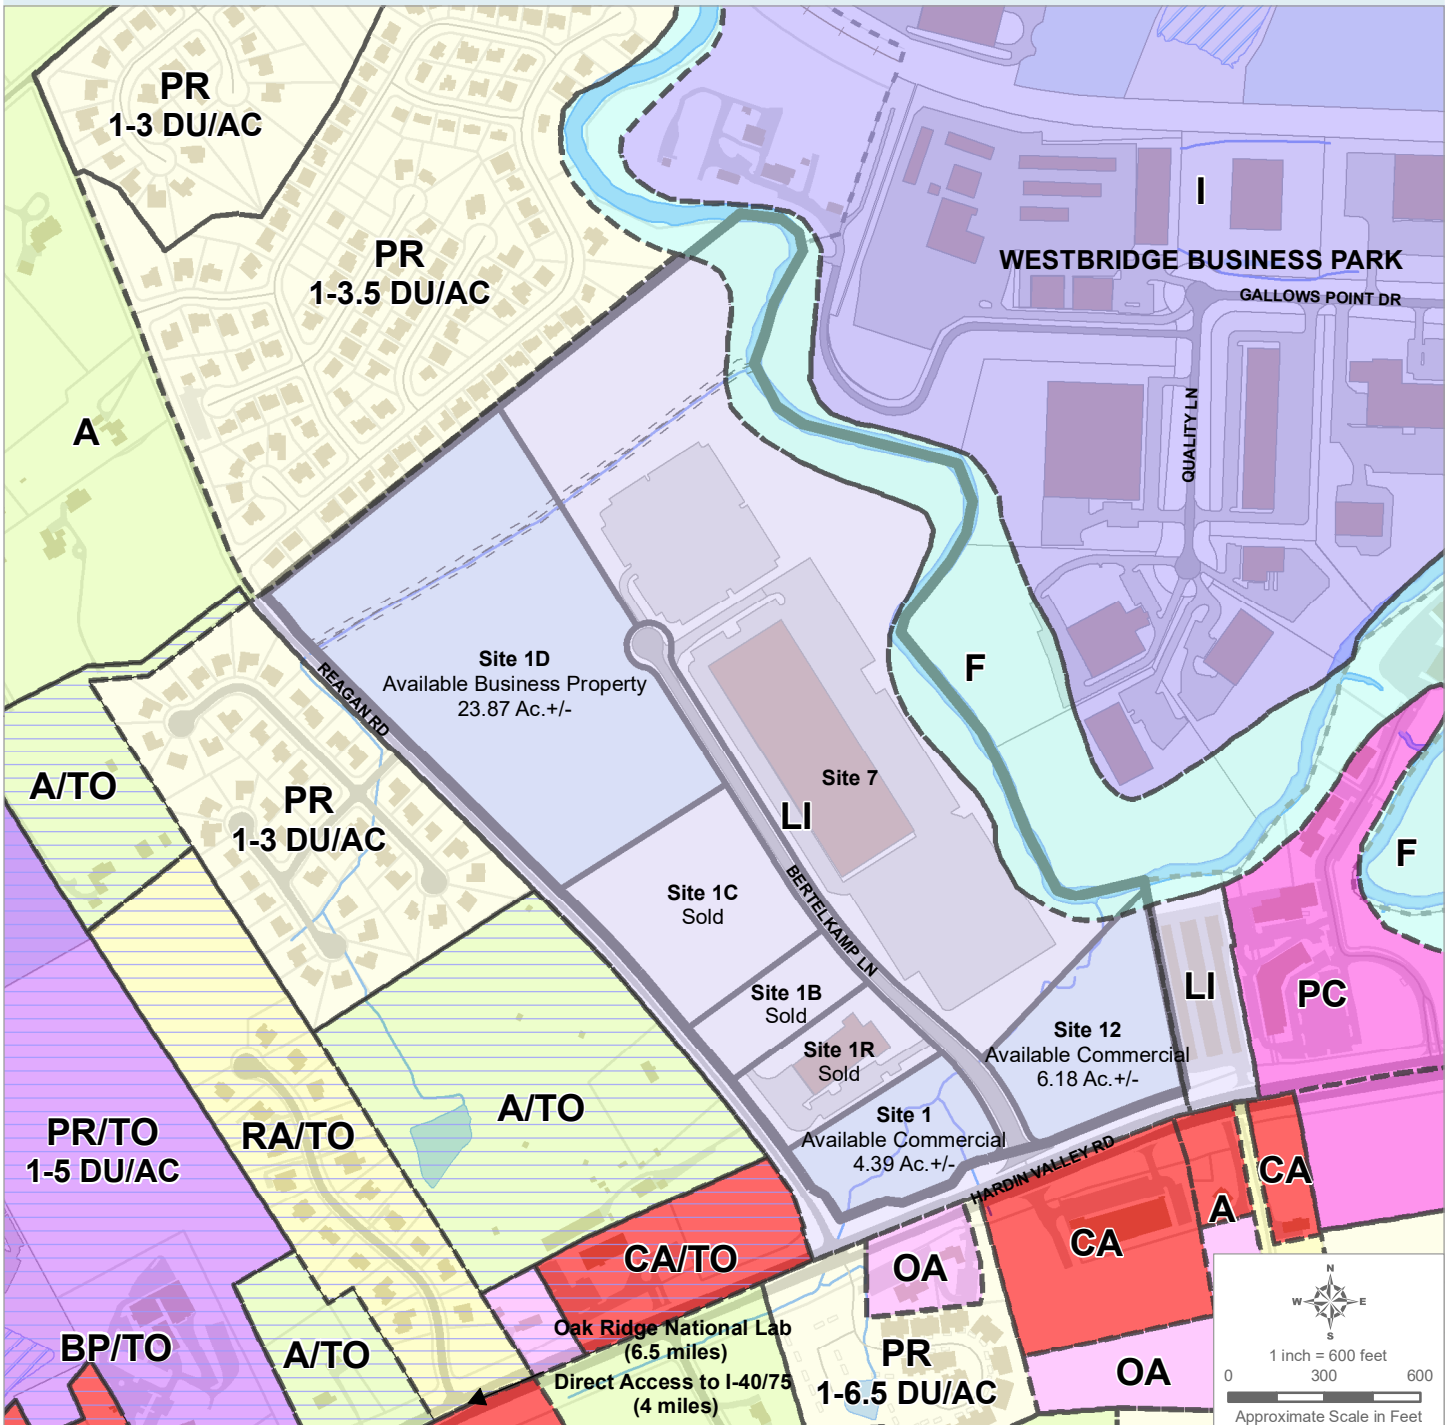 PR
1-3 DU/AC
PR
1-3.5 DU/AC
I
WESTBRIDGE BUSINESS PARK
GALLOWS POINT DR
QUALITY LN
A
F
Site 1D
Available Business Property
23.87 Ac.+/-
REAGAN RD
Site 7
LI
A/TO
PR
1-3 DU/AC
F
Site 1C
Sold
BERTELKAMP LN
Site 1B
Sold
LI
PC
Site 1R
Sold
Site 12
Available Commercial
6.18 Ac.+/-
A/TO
PR/TO
1-5 DU/AC
RA/TO
Site 1
Available Commercial
4.39 Ac.+/-
HARDIN VALLEY RD
CA
A
CA
CA/TO
OA
BP/TO
A/TO
Oak Ridge National Lab
(6.5 miles)
Direct Access to I-40/75
(4 miles)
PR
1-6.5 DU/AC
OA
N
W E
S
1 inch = 600 feet
0 300 600
Approximate Scale in Feet